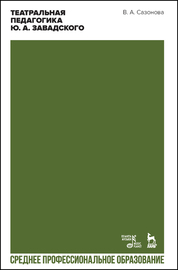 ТЕАТРАЛЬНАЯ
ПЕДАГОГИКА
Ю. А. ЗАВАДСКОГО
В. А. Сазонова
СРЕДНЕЕ ПРОФЕССИОНАЛЬНОЕ ОБРАЗОВАНИЕ